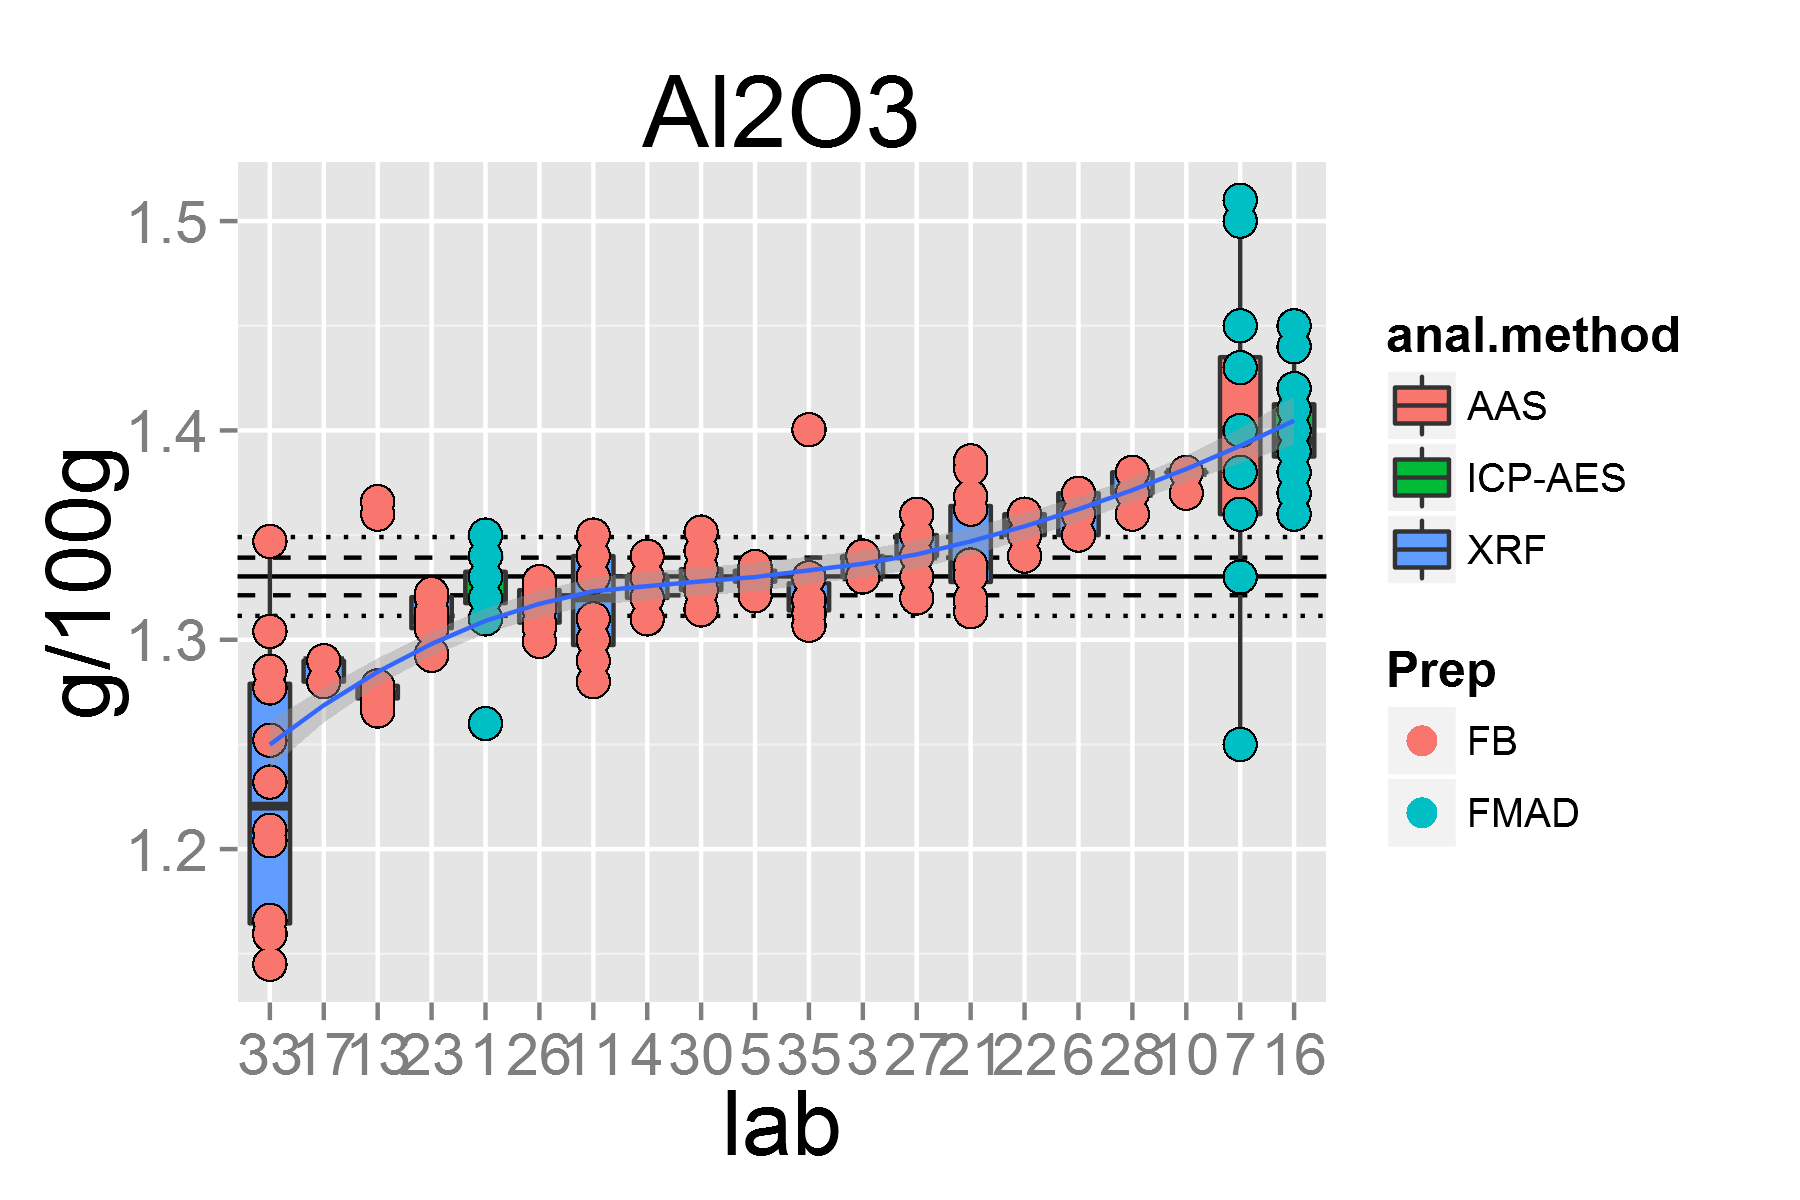 Al2O3
g/100g
1.5
1.4
1.3
1.2
33 17 13 23 1 26 11 4 30 5 35 3 27 21 22 6 28 10 7 16
lab
anal.method
AAS
ICP-AES
XRF
Prep
FB
FMAD